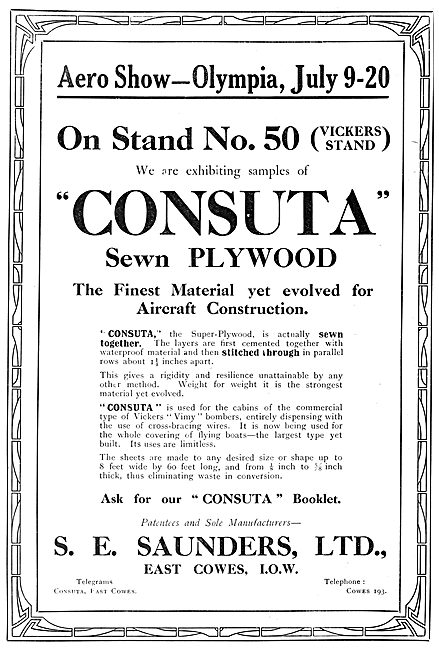 Aero Show—Olympia, July 9-20
On Stand No. 50 (VICKERS STAND)
We are exhibiting samples of
"CONSUTA"
Sewn PLYWOOD
The Finest Material yet evolved for
Aircraft Construction.
"CONSUTA," the Super-Plywood, is actually sewn
together. The layers are first cemented together with
waterproof material and then stitched through in parallel
rows about inches apart.
This gives a rigidity and resilience unattainable by any
other method. Weight for weight it is the strongest
material yet evolved.
"CONSUTA" is used for the cabins of the commercial
type of Vickers "Vimy" bombers, entirely dispensing with
the use of cross-bracing wires. It is now being used for
the whole covering of flying boats—the largest type yet
built. Its uses are limitless.
The sheets are made to any desired size or shape up to
8 feet wide by 60 feet long, and from inch to inch
thick, thus eliminating waste in conversion.
Ask for our "CONSUTA" Booklet.
Patentees and Sole Manufacturers—
S. E. SAUNDERS, LTD.,
EAST COWES, I.O.W.
Telegrams
CONSUTA, EAST COWES.
Telephone:
COWES 193.